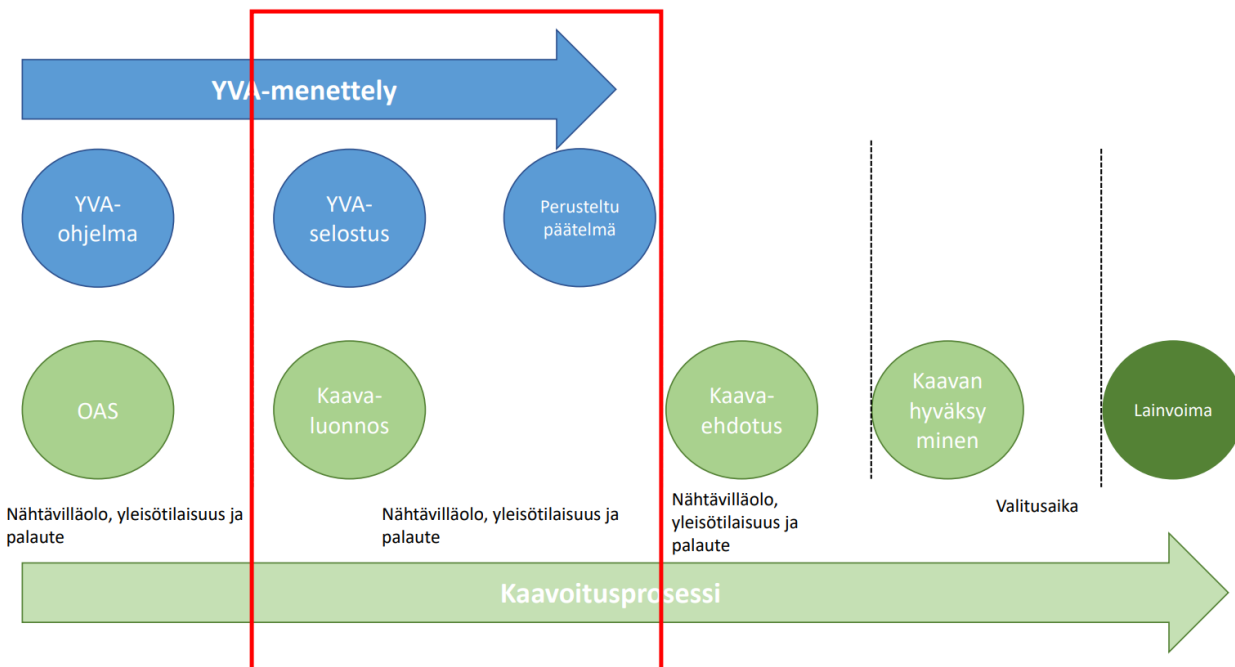 YVA-menettely
YVA-
ohjelma
YVA-
selostus
Perusteltu
päätelmä
OAS
Kaava-
luonnos
Kaava-
ehdotus
Kaavan
hyväksy
minen
Lainvoima
Nähtävilläolo, yleisötilaisuus ja
palaute
Nähtävilläolo, yleisötilaisuus ja
palaute
Nähtävilläolo,
yleisötilaisuus ja
palaute
Valitusaika
Kaavoitusprosessi